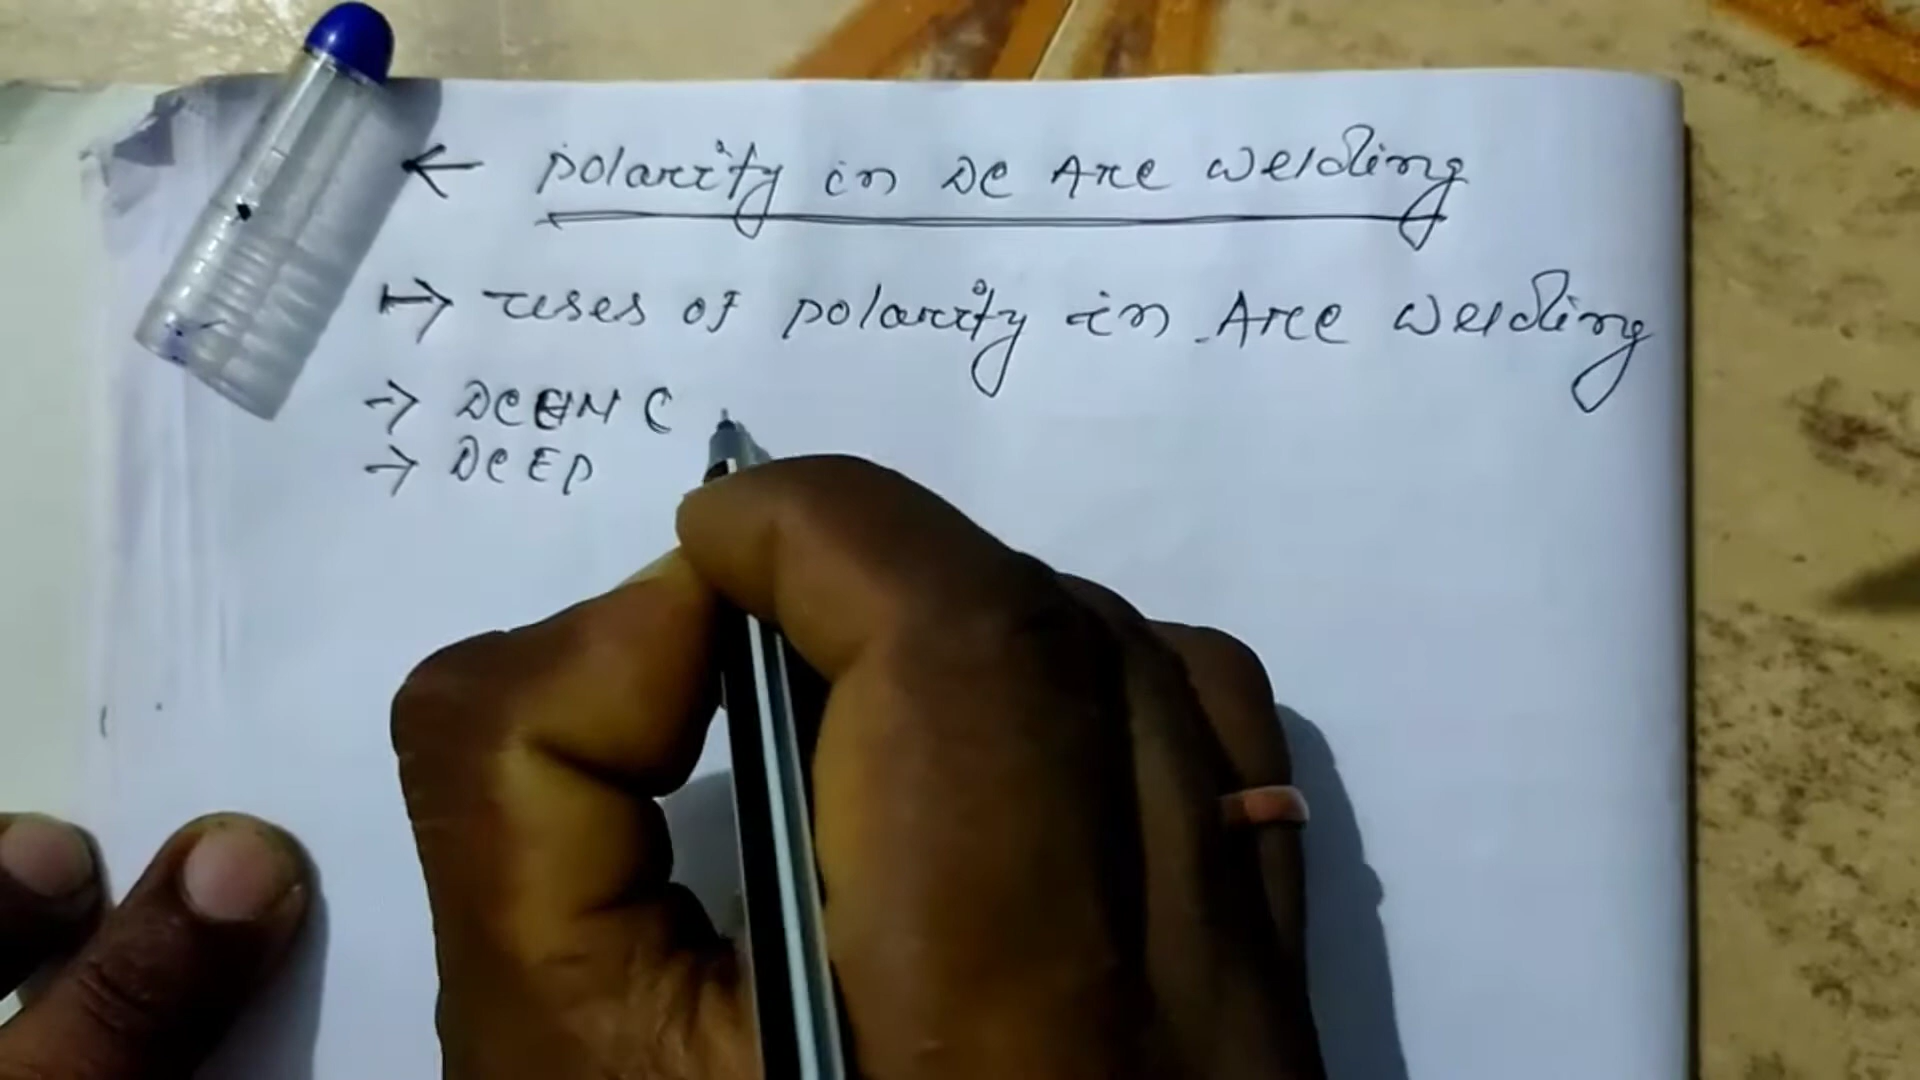 ← polarity in DC Arc welding
→ uses of polarity in Arc welding
→ DCEN (
→ DCEP